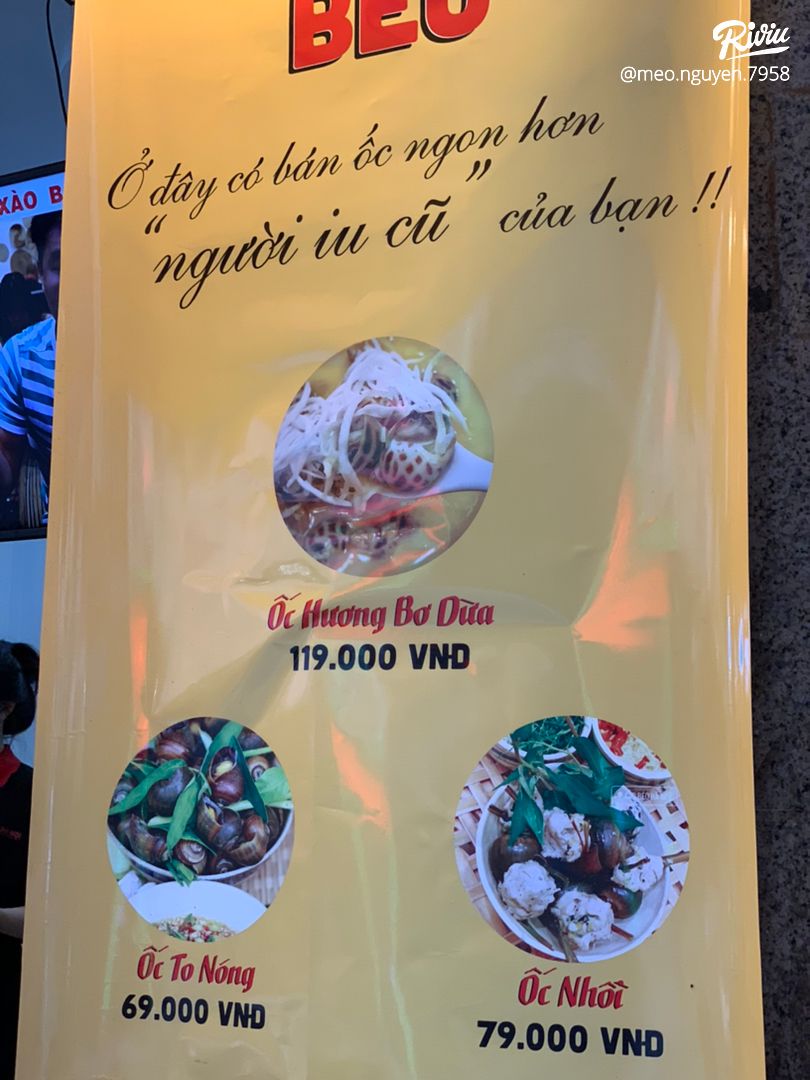 Riviu
@meo.nguyen.7958
BÉO
XÀO B
Ở đây có bán ốc ngon hơn
“người iu cũ” của bạn !!
Ốc Hương Bơ Dừa
119.000 VNĐ
Ốc To Nóng
69.000 VNĐ
Ốc Nhồi
79.000 VNĐ